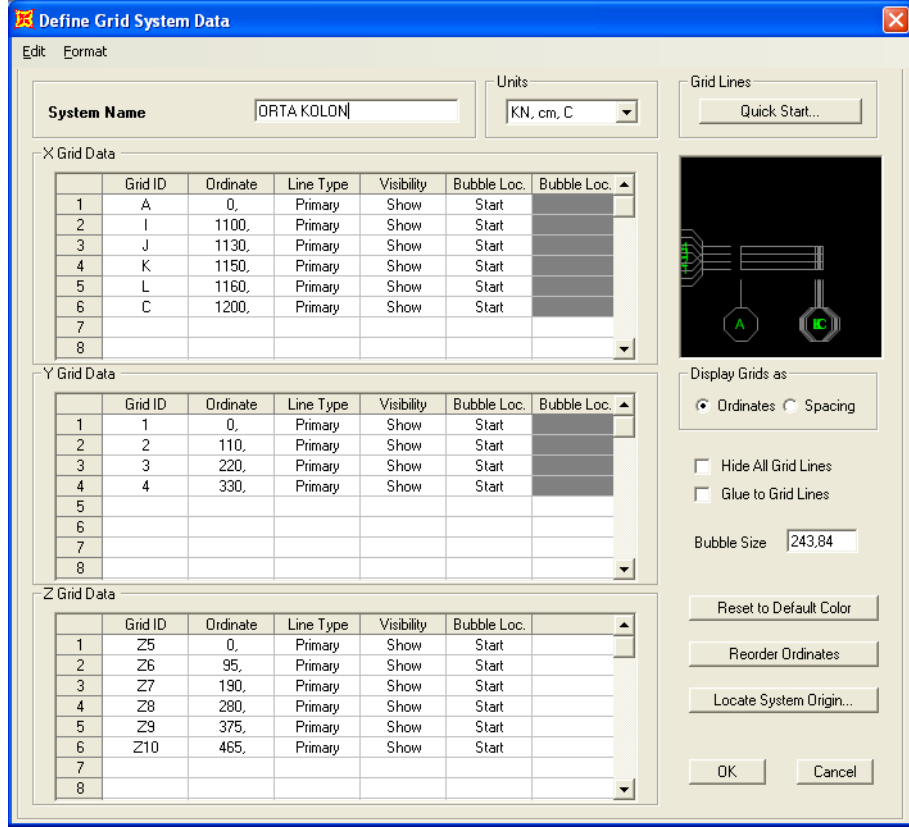 Define Grid System Data
Edit Format
System Name ORTA KOLON
Units
KN, cm, C
Grid Lines
Quick Start...
X Grid Data
Grid ID Ordinate Line Type Visibility Bubble Loc. Bubble Loc.
1 A 0, Primary Show Start
2 I 1100, Primary Show Start
3 J 1130, Primary Show Start
4 K 1150, Primary Show Start
5 L 1160, Primary Show Start
6 C 1200, Primary Show Start
7
8
A
Y Grid Data
Grid ID Ordinate Line Type Visibility Bubble Loc. Bubble Loc.
1 1 0, Primary Show Start
2 2 110, Primary Show Start
3 3 220, Primary Show Start
4 4 330, Primary Show Start
5
6
7
8
Display Grids as
Ordinates Spacing
Hide All Grid Lines
Glue to Grid Lines
Bubble Size 243,84
Z Grid Data
Grid ID Ordinate Line Type Visibility Bubble Loc.
1 Z5 0, Primary Show Start
2 Z6 95, Primary Show Start
3 Z7 190, Primary Show Start
4 Z8 280, Primary Show Start
5 Z9 375, Primary Show Start
6 Z10 465, Primary Show Start
7
8
Reset to Default Color
Reorder Ordinates
Locate System Origin...
OK Cancel